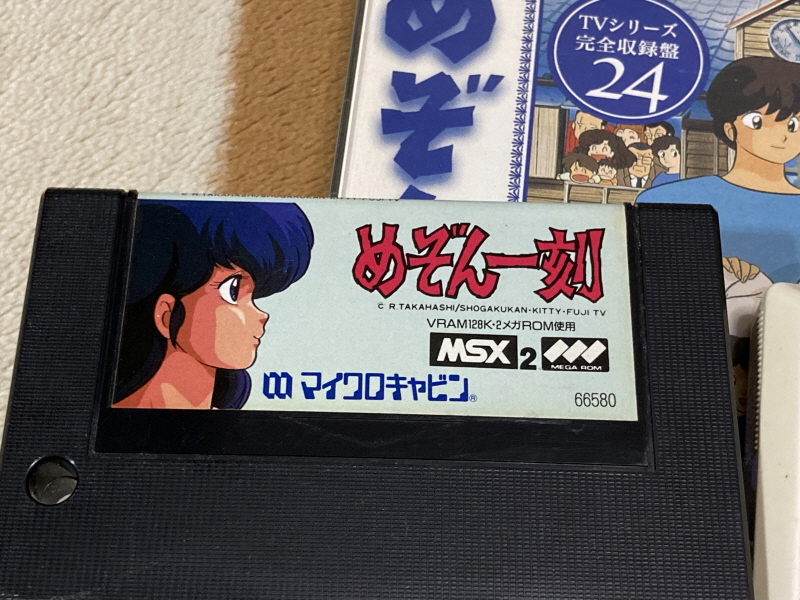 めぞ
TVシリーズ
完全収録盤
24
めぞん一刻
© R.TAKAHASHI/SHOGAKUKAN・KITTY・FUJI TV
VRAM128K・2メガROM使用
MSX 2
MEGA ROM
マイクロキャビン®
66580